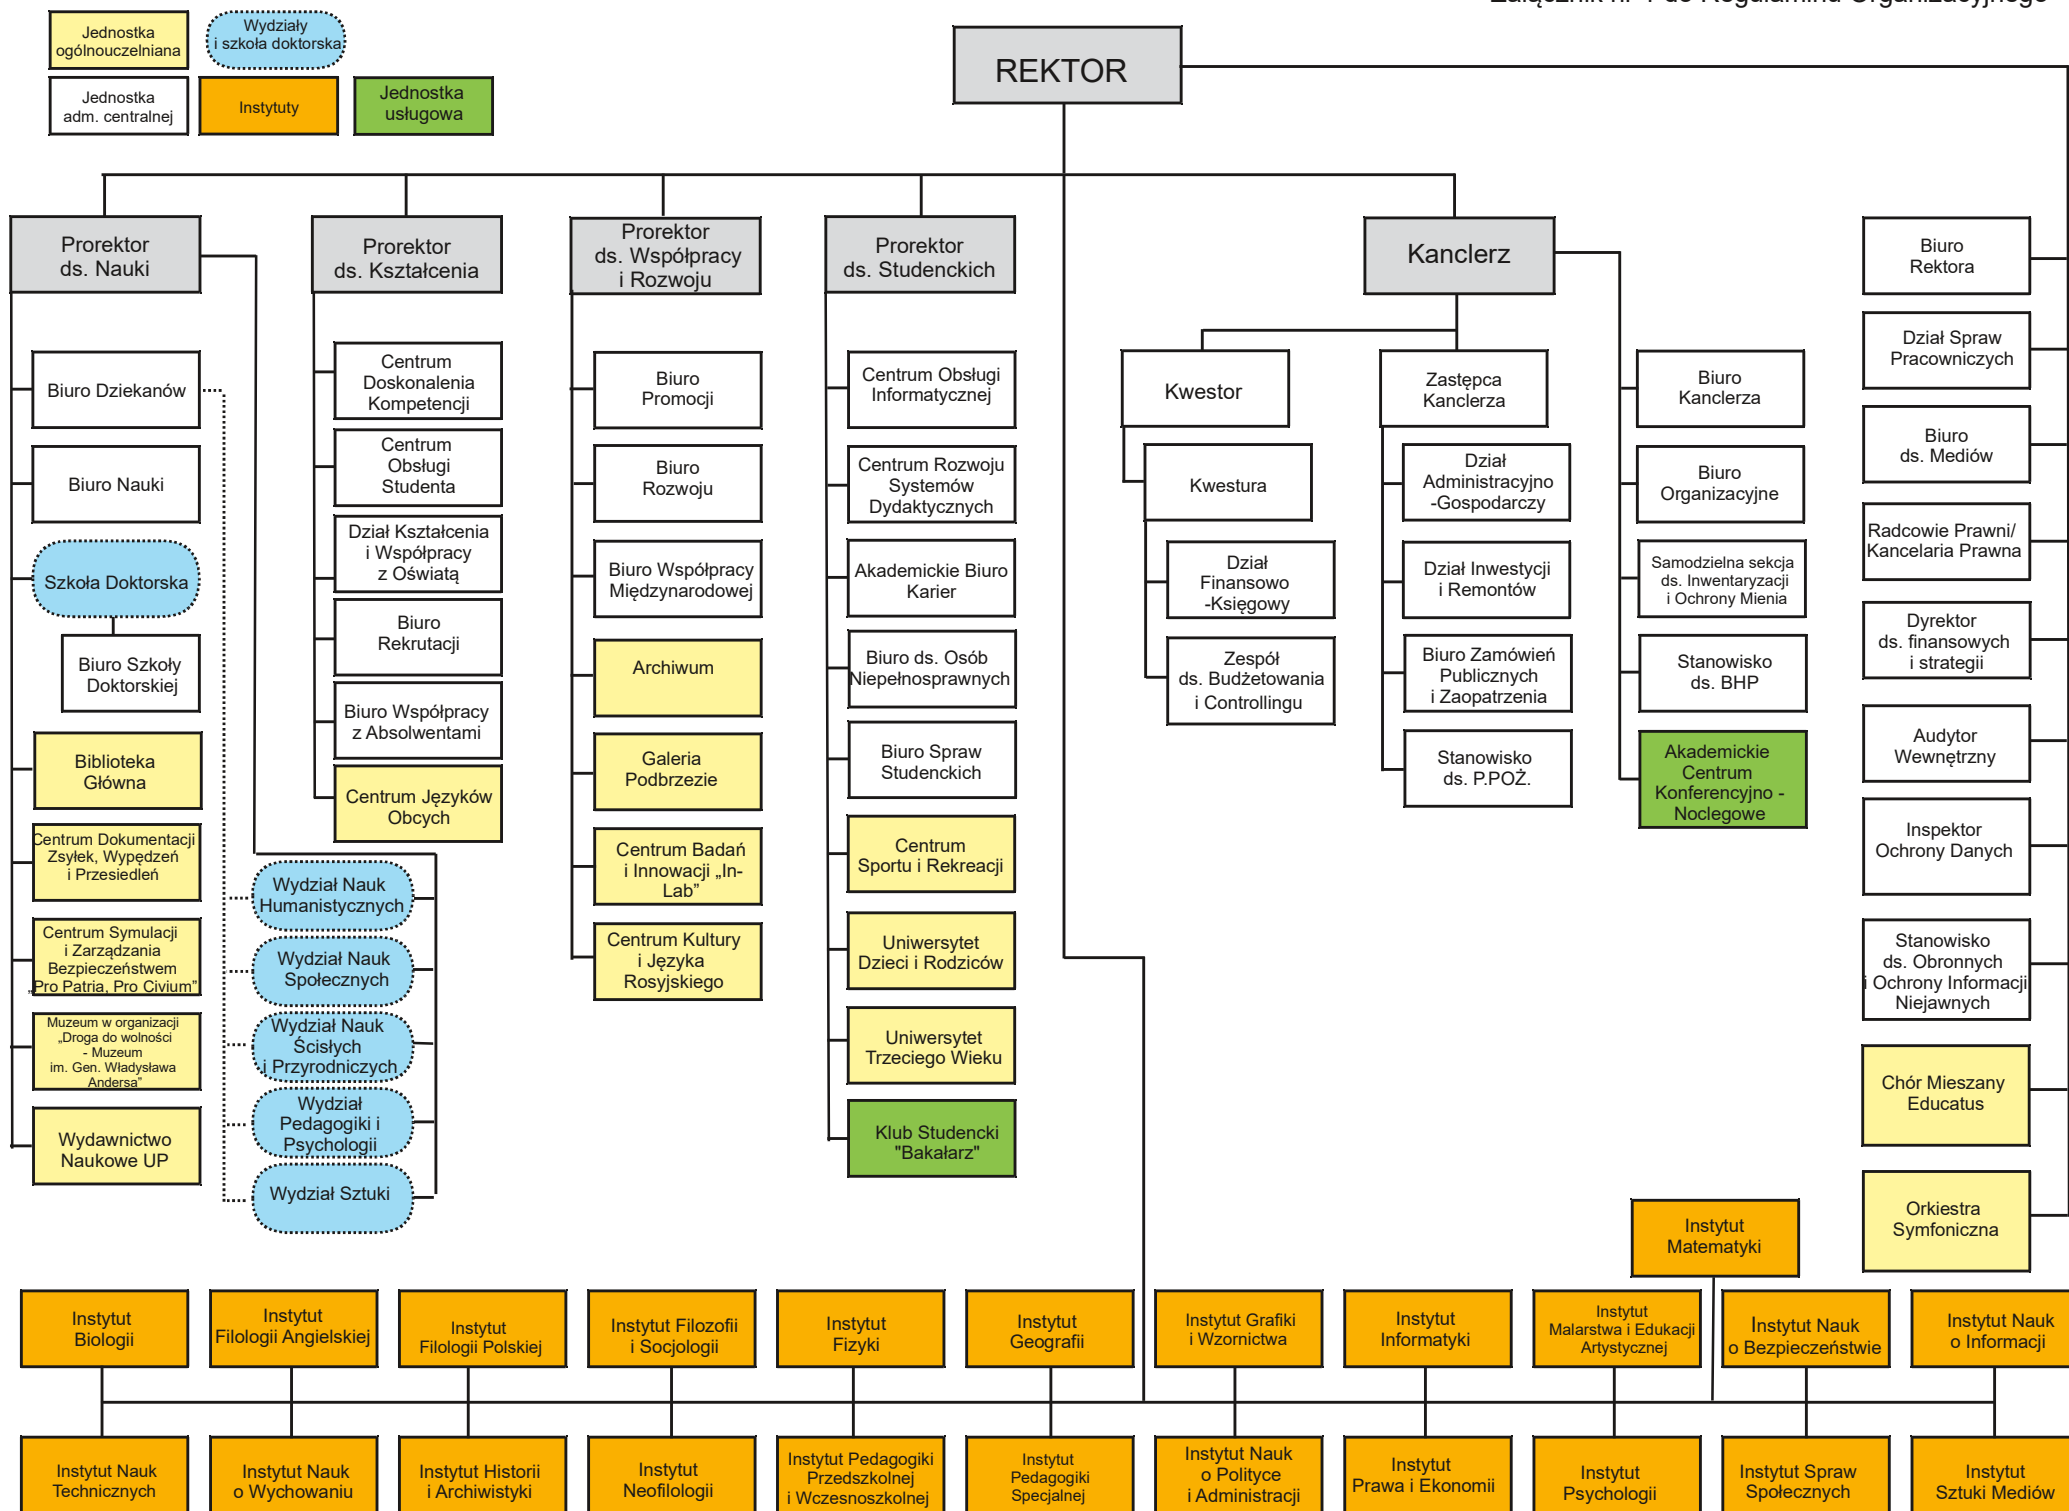 Załącznik nr 1 do Regulaminu Organizacyjnego
Jednostka
ogólnouczelniana
Wydziały
i szkoła doktorska
Jednostka
adm. centralnej
Instytuty
Jednostka
usługowa
REKTOR
Prorektor
ds. Nauki
Prorektor
ds. Kształcenia
Prorektor
ds. Współpracy
i Rozwoju
Prorektor
ds. Studenckich
Kanclerz
Biuro Dziekanów
Biuro Nauki
Szkoła Doktorska
Biuro Szkoły
Doktorskiej
Biblioteka
Główna
Centrum Dokumentacji
Zsyłek, Wypędzeń
i Przesiedleń
Centrum Symulacji
i Zarządzania
Bezpieczeństwem
„Pro Patria, Pro Civium”
Muzeum w organizacji
„Droga do wolności
- Muzeum
im. Gen. Władysława
Andersa”
Wydawnictwo
Naukowe UP
Wydział Nauk
Humanistycznych
Wydział Nauk
Społecznych
Wydział Nauk
Ścisłych
i Przyrodniczych
Wydział
Pedagogiki i
Psychologii
Wydział Sztuki
Centrum
Doskonalenia
Kompetencji
Centrum
Obsługi
Studenta
Dział Kształcenia
i Współpracy
z Oświatą
Biuro
Rekrutacji
Biuro Współpracy
z Absolwentami
Centrum Języków
Obcych
Biuro
Promocji
Biuro
Rozwoju
Biuro Współpracy
Międzynarodowej
Archiwum
Galeria
Podbrzezie
Centrum Badań
i Innowacji „In-
Lab”
Centrum Kultury
i Języka
Rosyjskiego
Centrum Obsługi
Informatycznej
Centrum Rozwoju
Systemów
Dydaktycznych
Akademickie Biuro
Karier
Biuro ds. Osób
Niepełnosprawnych
Biuro Spraw
Studenckich
Centrum
Sportu i Rekreacji
Uniwersytet
Dzieci i Rodziców
Uniwersytet
Trzeciego Wieku
Klub Studencki
"Bakałarz"
Kwestor
Kwestura
Dział
Finansowo
-Księgowy
Zespół
ds. Budżetowania
i Controllingu
Zastępca
Kanclerza
Dział
Administracyjno
-Gospodarczy
Dział Inwestycji
i Remontów
Biuro Zamówień
Publicznych
i Zaopatrzenia
Stanowisko
ds. P.POŻ.
Biuro
Kanclerza
Biuro
Organizacyjne
Samodzielna sekcja
ds. Inwentaryzacji
i Ochrony Mienia
Stanowisko
ds. BHP
Akademickie
Centrum
Konferencyjno -
Noclegowe
Biuro
Rektora
Dział Spraw
Pracowniczych
Biuro
ds. Mediów
Radcowie Prawni/
Kancelaria Prawna
Dyrektor
ds. finansowych
i strategii
Audytor
Wewnętrzny
Inspektor
Ochrony Danych
Stanowisko
ds. Obronnych
i Ochrony Informacji
Niejawnych
Chór Mieszany
Educatus
Orkiestra
Symfoniczna
Instytut
Matematyki
Instytut
Biologii
Instytut
Filologii Angielskiej
Instytut
Filologii Polskiej
Instytut Filozofii
i Socjologii
Instytut
Fizyki
Instytut
Geografii
Instytut Grafiki
i Wzornictwa
Instytut
Informatyki
Instytut
Malarstwa i Edukacji
Artystycznej
Instytut Nauk
o Bezpieczeństwie
Instytut Nauk
o Informacji
Instytut Nauk
Technicznych
Instytut Nauk
o Wychowaniu
Instytut Historii
i Archiwistyki
Instytut
Neofilologii
Instytut Pedagogiki
Przedszkolnej
i Wczesnoszkolnej
Instytut
Pedagogiki
Specjalnej
Instytut Nauk
o Polityce
i Administracji
Instytut
Prawa i Ekonomii
Instytut
Psychologii
Instytut Spraw
Społecznych
Instytut
Sztuki Mediów